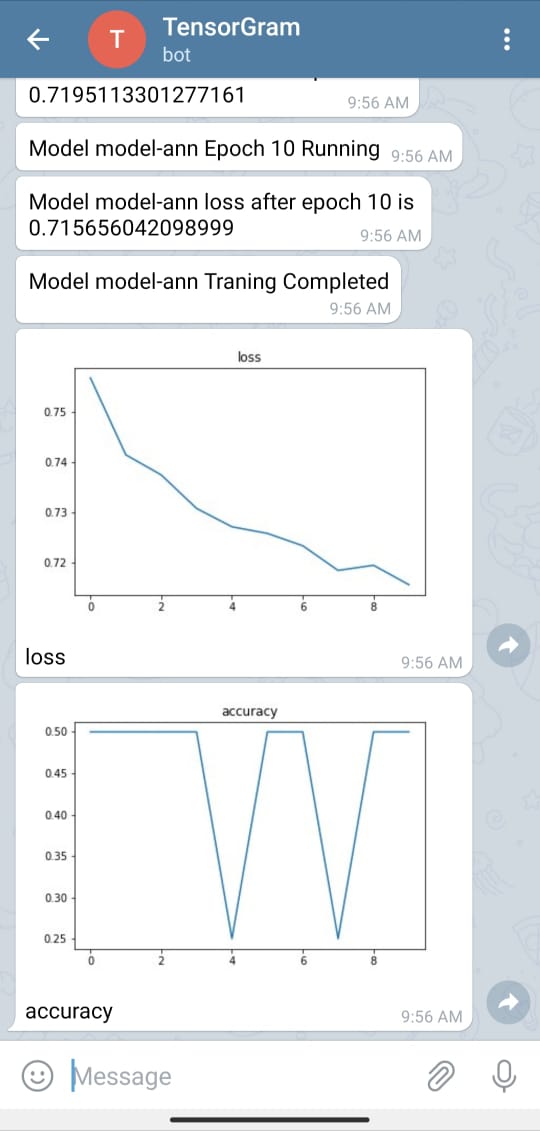 TensorGram
bot
0.7195113301277161
9:56 AM
Model model-ann Epoch 10 Running 9:56 AM
Model model-ann loss after epoch 10 is
0.715656042098999
9:56 AM
Model model-ann Traning Completed
9:56 AM
loss
0.75
0.74
0.73
0.72
0 2 4 6 8
loss
9:56 AM
accuracy
0.50
0.45
0.40
0.35
0.30
0.25
0 2 4 6 8
accuracy
9:56 AM
Message